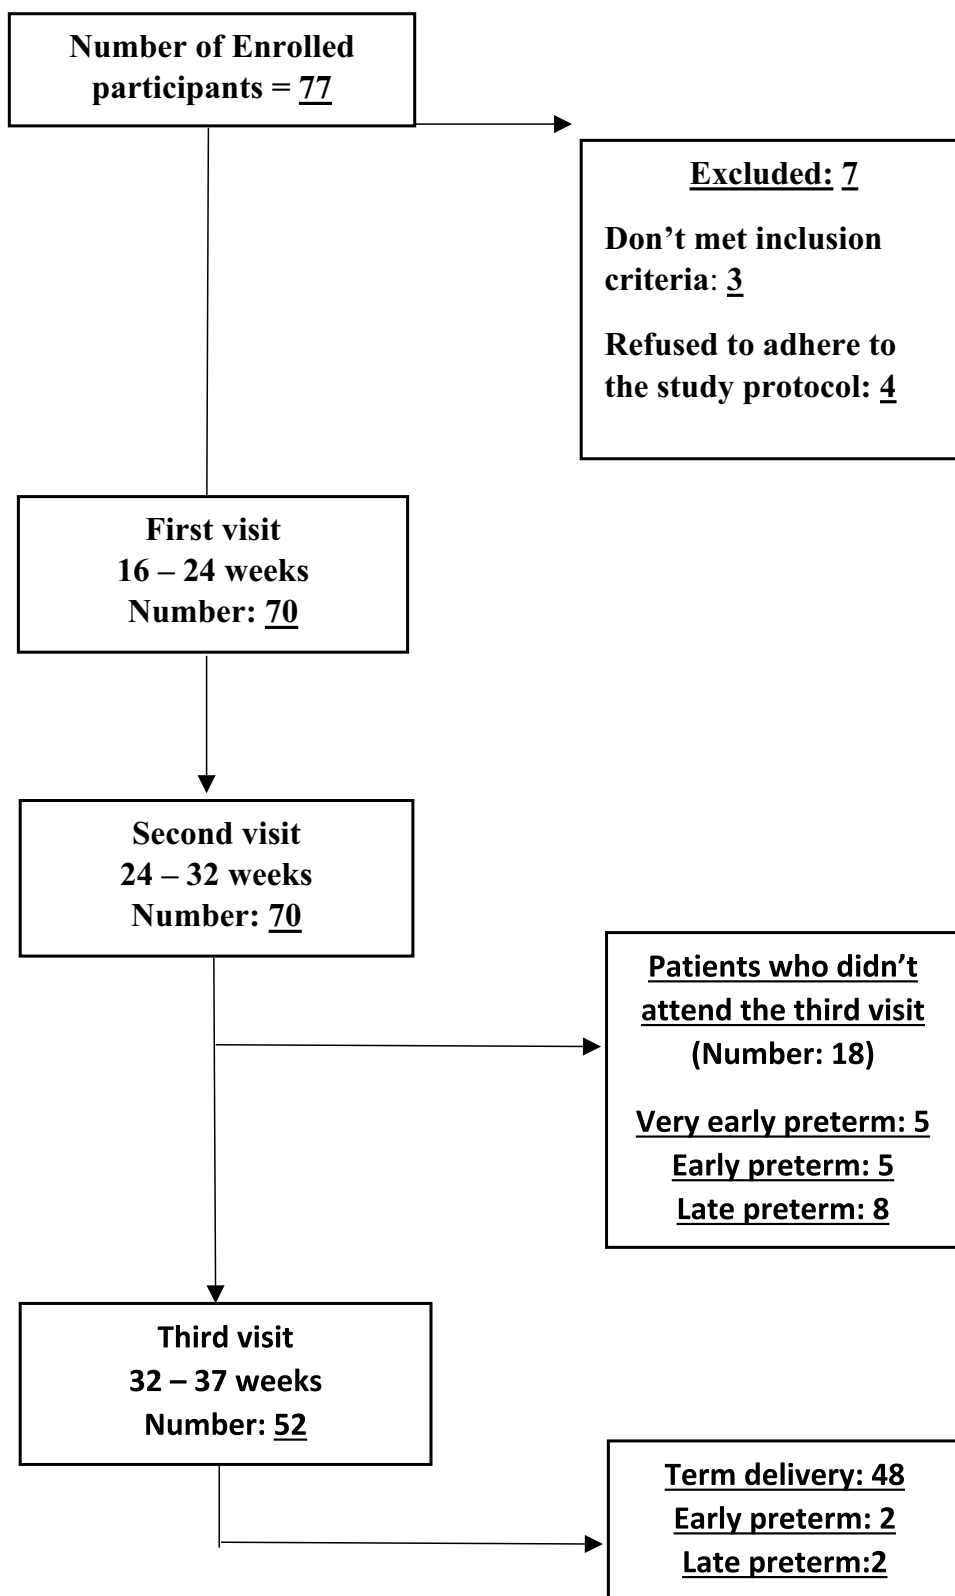 Number of Enrolled
participants = 77
Excluded: 7
Don’t met inclusion
criteria: 3
Refused to adhere to
the study protocol: 4
First visit
16 – 24 weeks
Number: 70
Second visit
24 – 32 weeks
Number: 70
Patients who didn’t
attend the third visit
(Number: 18)
Very early preterm: 5
Early preterm: 5
Late preterm: 8
Third visit
32 – 37 weeks
Number: 52
Term delivery: 48
Early preterm: 2
Late preterm:2